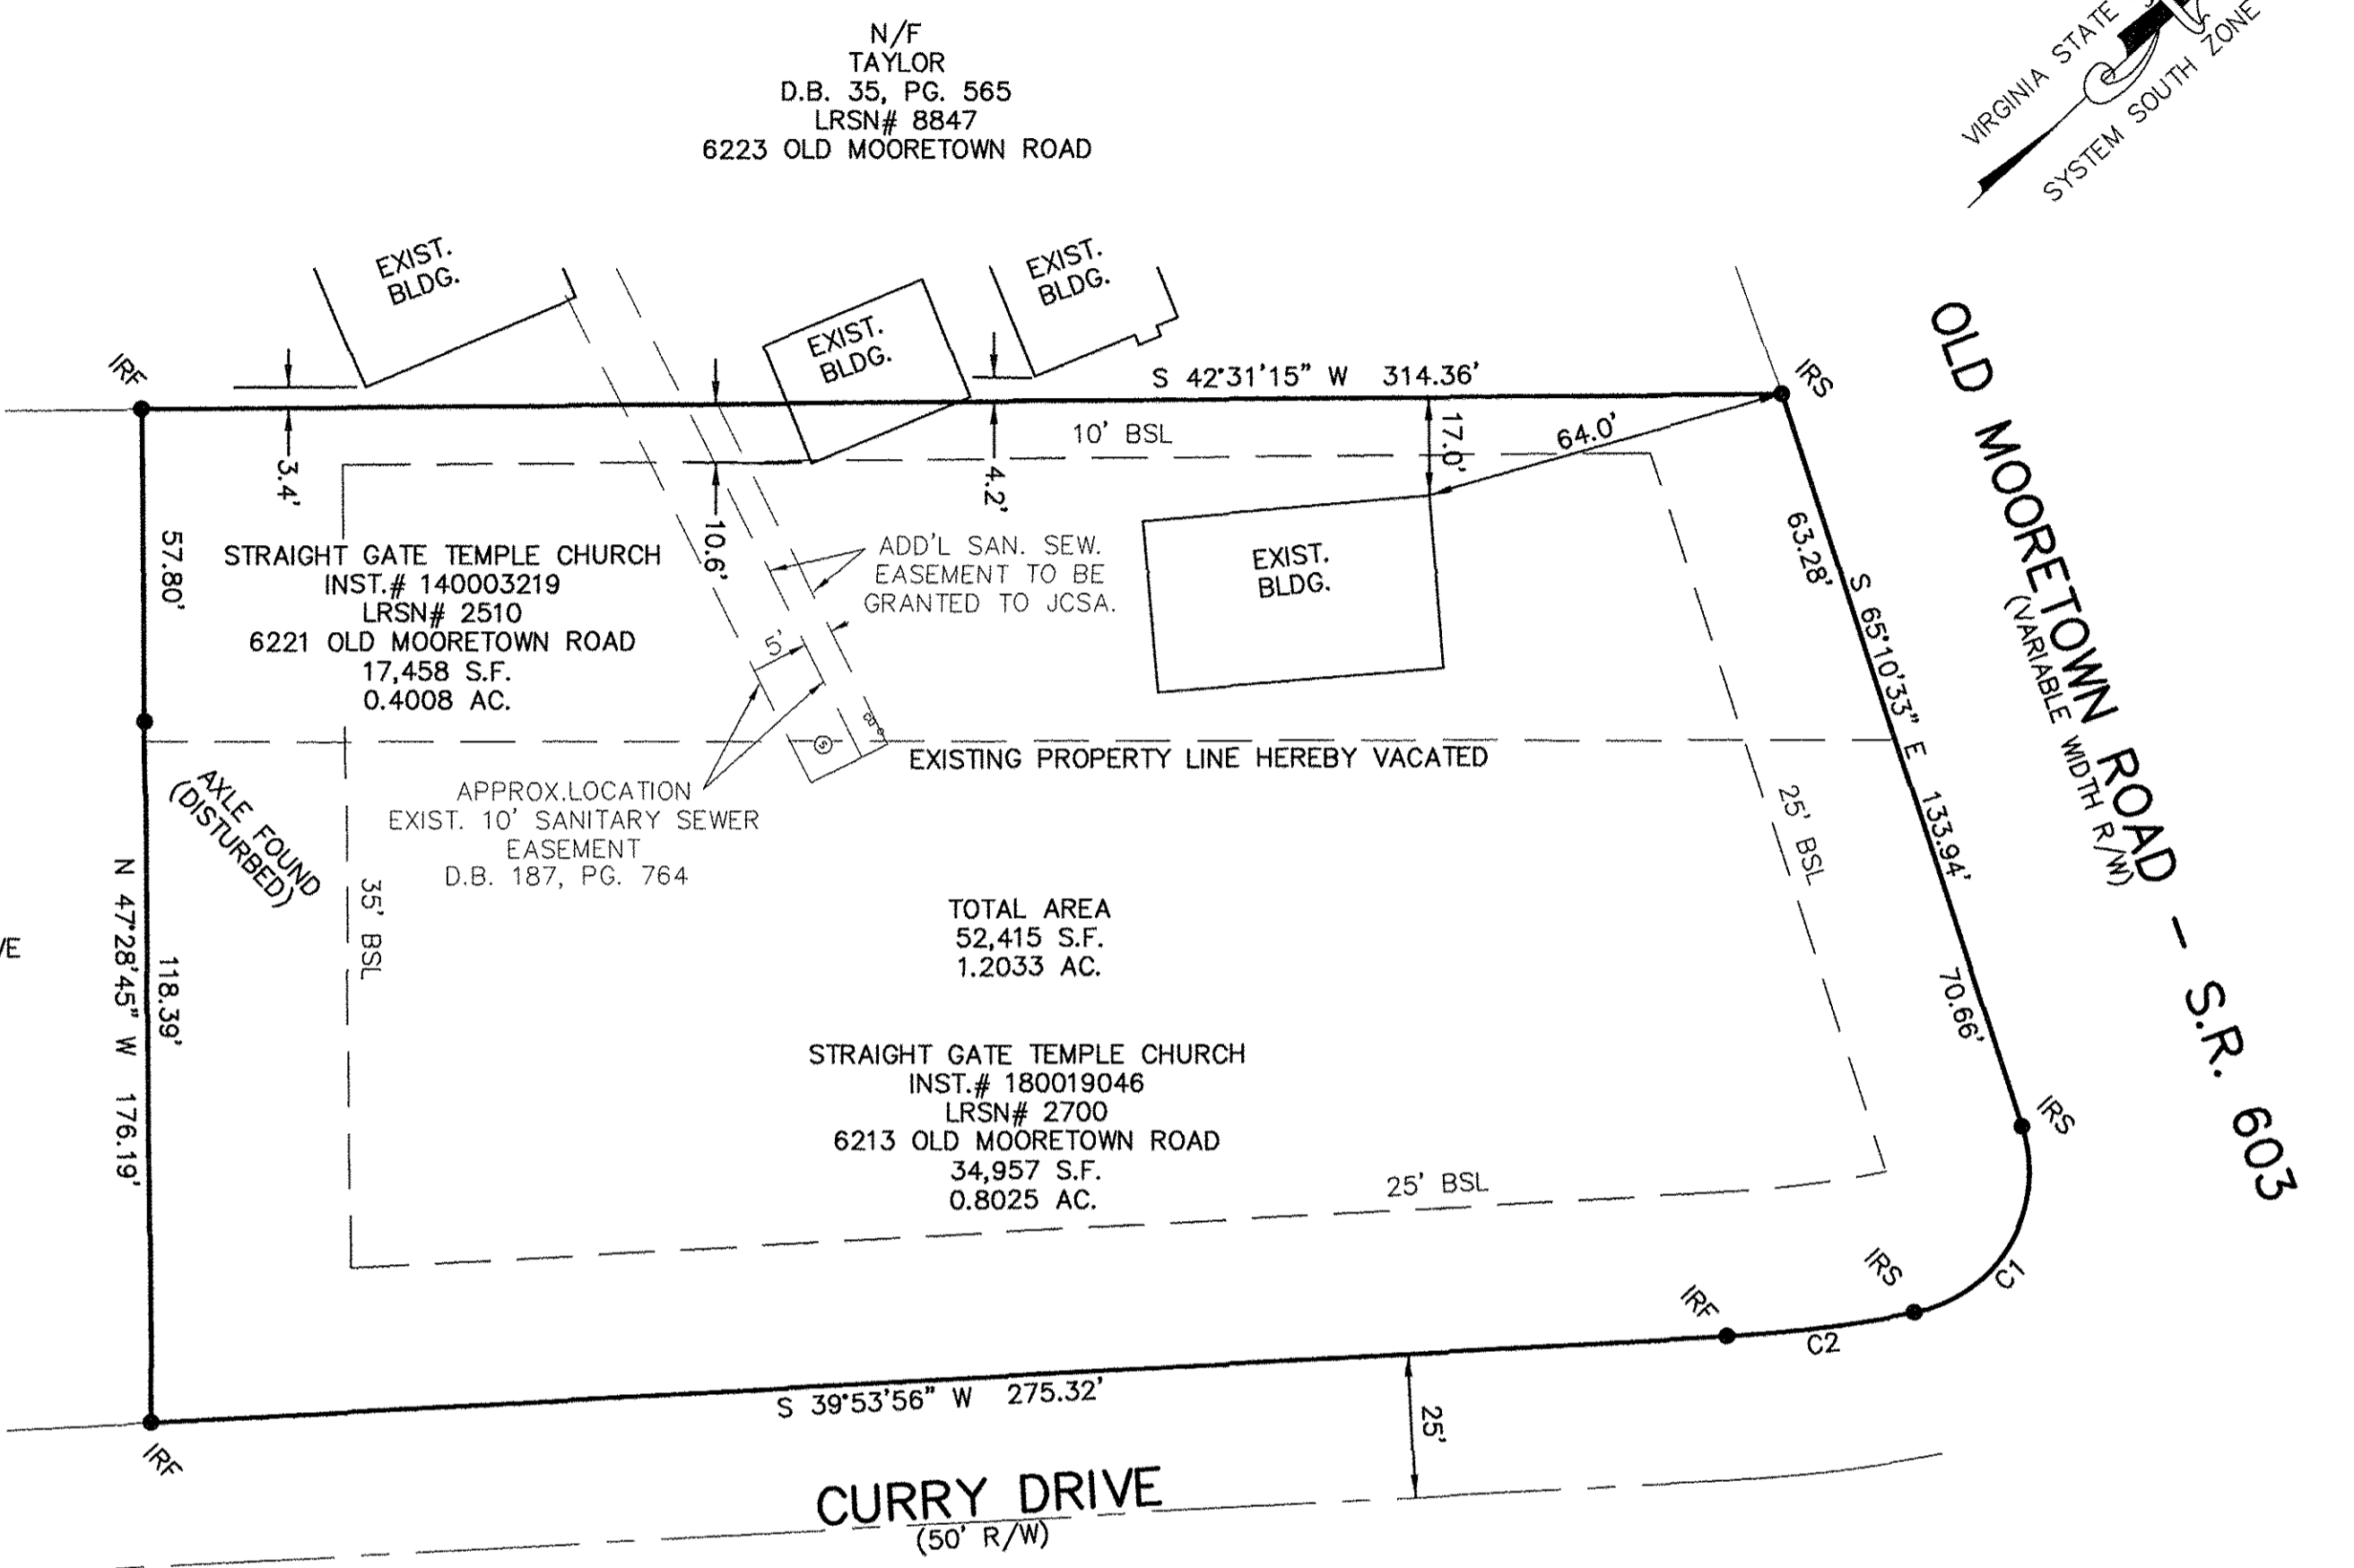 N/F
TAYLOR
D.B. 35, PG. 565
LRSN# 8847
6223 OLD MOORETOWN ROAD
VIRGINIA STATE
SYSTEM SOUTH ZONE
EXIST.
BLDG.
EXIST.
BLDG.
EXIST.
BLDG.
IRF
S 42°31'15" W 314.36'
IRS
3.4'
10.6'
4.2'
10' BSL
17.0'
64.0'
OLD MOORETOWN ROAD - S.R. 603
(VARIABLE WIDTH R/W)
57.80'
STRAIGHT GATE TEMPLE CHURCH
INST.# 140003219
LRSN# 2510
6221 OLD MOORETOWN ROAD
17,458 S.F.
0.4008 AC.
ADD'L SAN. SEW.
EASEMENT TO BE
GRANTED TO JCSA.
5'
EXIST.
BLDG.
63.28'
S 65°10'33" E 133.94'
S
CO
EXISTING PROPERTY LINE HEREBY VACATED
AXLE FOUND
(DISTURBED)
APPROX.LOCATION
EXIST. 10' SANITARY SEWER
EASEMENT
D.B. 187, PG. 764
25' BSL
35' BSL
N 47°28'45" W 176.19'
118.39'
TOTAL AREA
52,415 S.F.
1.2033 AC.
70.66'
STRAIGHT GATE TEMPLE CHURCH
INST.# 180019046
LRSN# 2700
6213 OLD MOORETOWN ROAD
34,957 S.F.
0.8025 AC.
25' BSL
IRS
IRS
C1
IRF
C2
S 39°53'56" W 275.32'
25'
IRF
CURRY DRIVE
(50' R/W)